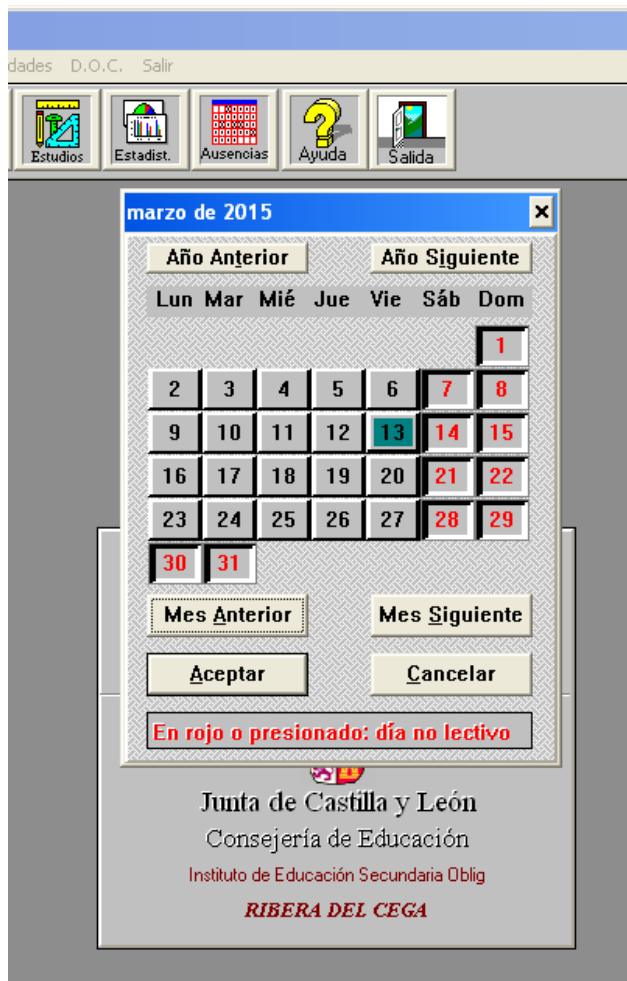 dades D.O.C. Salir
Estudios Estadist. Ausencias Ayuda Salida
marzo de 2015
Año Anterior Año Siguiente
Lun Mar Mié Jue Vie Sáb Dom
1
2 3 4 5 6 7 8
9 10 11 12 13 14 15
16 17 18 19 20 21 22
23 24 25 26 27 28 29
30 31
Mes Anterior Mes Siguiente
Aceptar Cancelar
En rojo o presionado: día no lectivo
Junta de Castilla y León
Consejería de Educación
Instituto de Educación Secundaria Oblig
RIBERA DEL CEGA